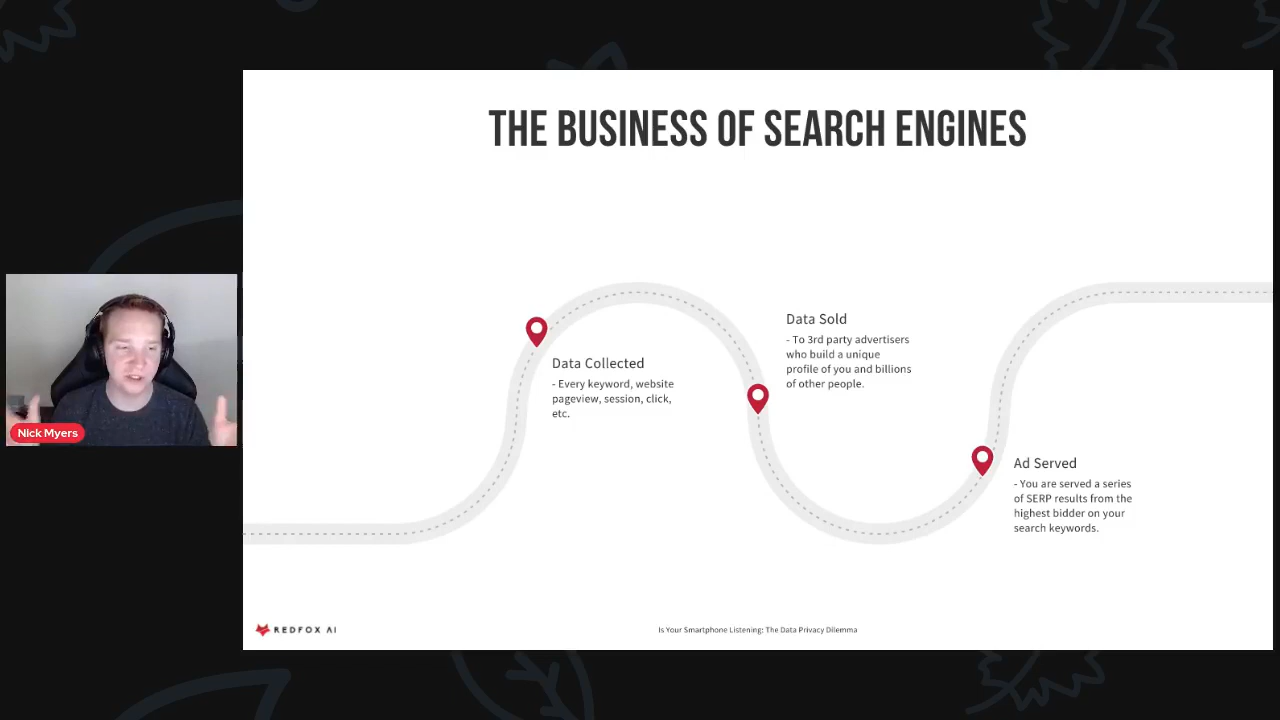 THE BUSINESS OF SEARCH ENGINES
Data Collected
- Every keyword, website
pageview, session, click,
etc.
Data Sold
- To 3rd party advertisers
who build a unique
profile of you and billions
of other people.
Ad Served
- You are served a series
of SERP results from the
highest bidder on your
search keywords.
Nick Myers
REDFOX AI
Is Your Smartphone Listening: The Data Privacy Dilemma